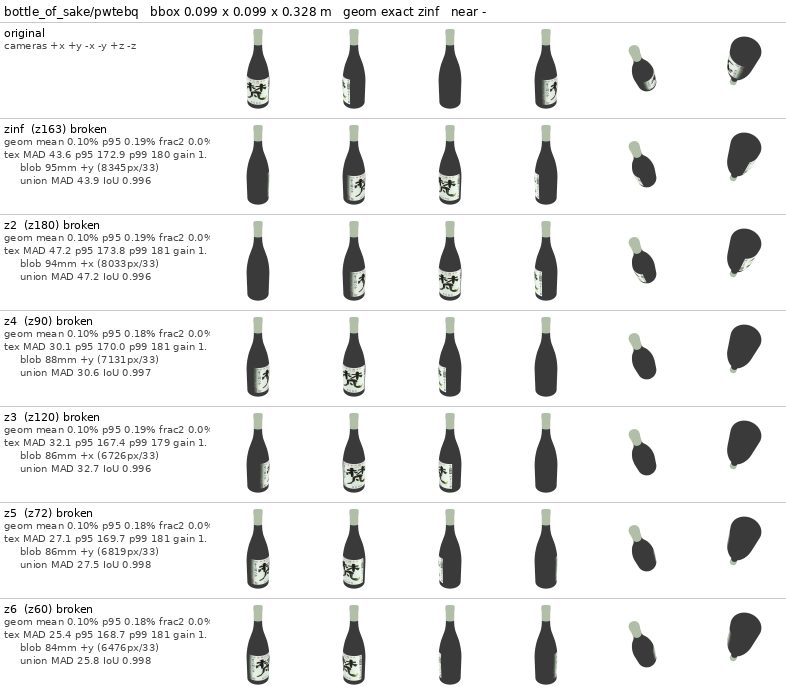 bottle_of_sake/pwtebq bbox 0.099 x 0.099 x 0.328 m geom exact zinf near -
original
cameras +x +y -x -y +z -z
zinf (z163) broken
geom mean 0.10% p95 0.19% frac2 0.0%
tex MAD 43.6 p95 172.9 p99 180 gain 1.
blob 95mm +y (8345px/33)
union MAD 43.9 IoU 0.996
z2 (z180) broken
geom mean 0.10% p95 0.19% frac2 0.0%
tex MAD 47.2 p95 173.8 p99 181 gain 1.
blob 94mm +x (8033px/33)
union MAD 47.2 IoU 0.996
z4 (z90) broken
geom mean 0.10% p95 0.18% frac2 0.0%
tex MAD 30.1 p95 170.0 p99 181 gain 1.
blob 88mm +y (7131px/33)
union MAD 30.6 IoU 0.997
z3 (z120) broken
geom mean 0.10% p95 0.19% frac2 0.0%
tex MAD 32.1 p95 167.4 p99 179 gain 1.
blob 86mm +x (6726px/33)
union MAD 32.7 IoU 0.996
z5 (z72) broken
geom mean 0.10% p95 0.18% frac2 0.0%
tex MAD 27.1 p95 169.7 p99 181 gain 1.
blob 86mm +y (6819px/33)
union MAD 27.5 IoU 0.998
z6 (z60) broken
geom mean 0.10% p95 0.18% frac2 0.0%
tex MAD 25.4 p95 168.7 p99 181 gain 1.
blob 84mm +y (6476px/33)
union MAD 25.8 IoU 0.998